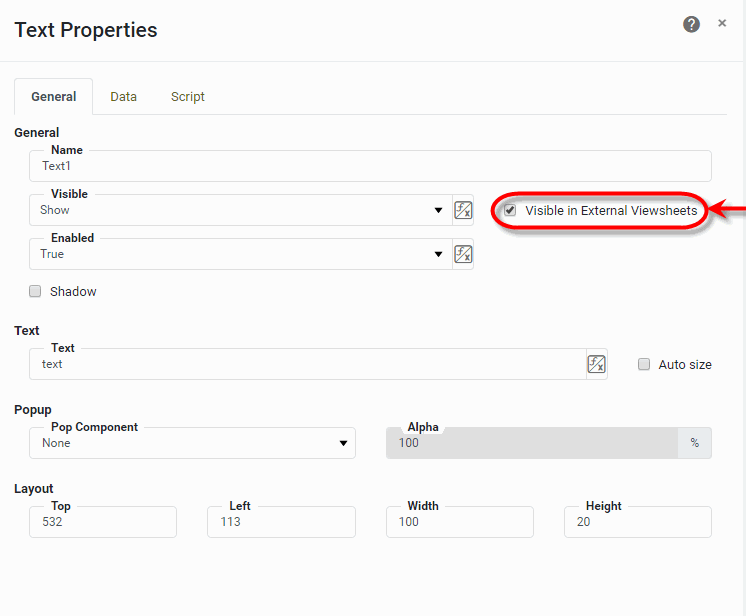 Text Properties
General Data Script
General
Name
Text1
Visible
Show
Visible in External Viewsheets
Enabled
True
Shadow
Text
Text
text
Auto size
Popup
Pop Component Alpha
None 100 %
Layout
Top Left Width Height
532 113 100 20